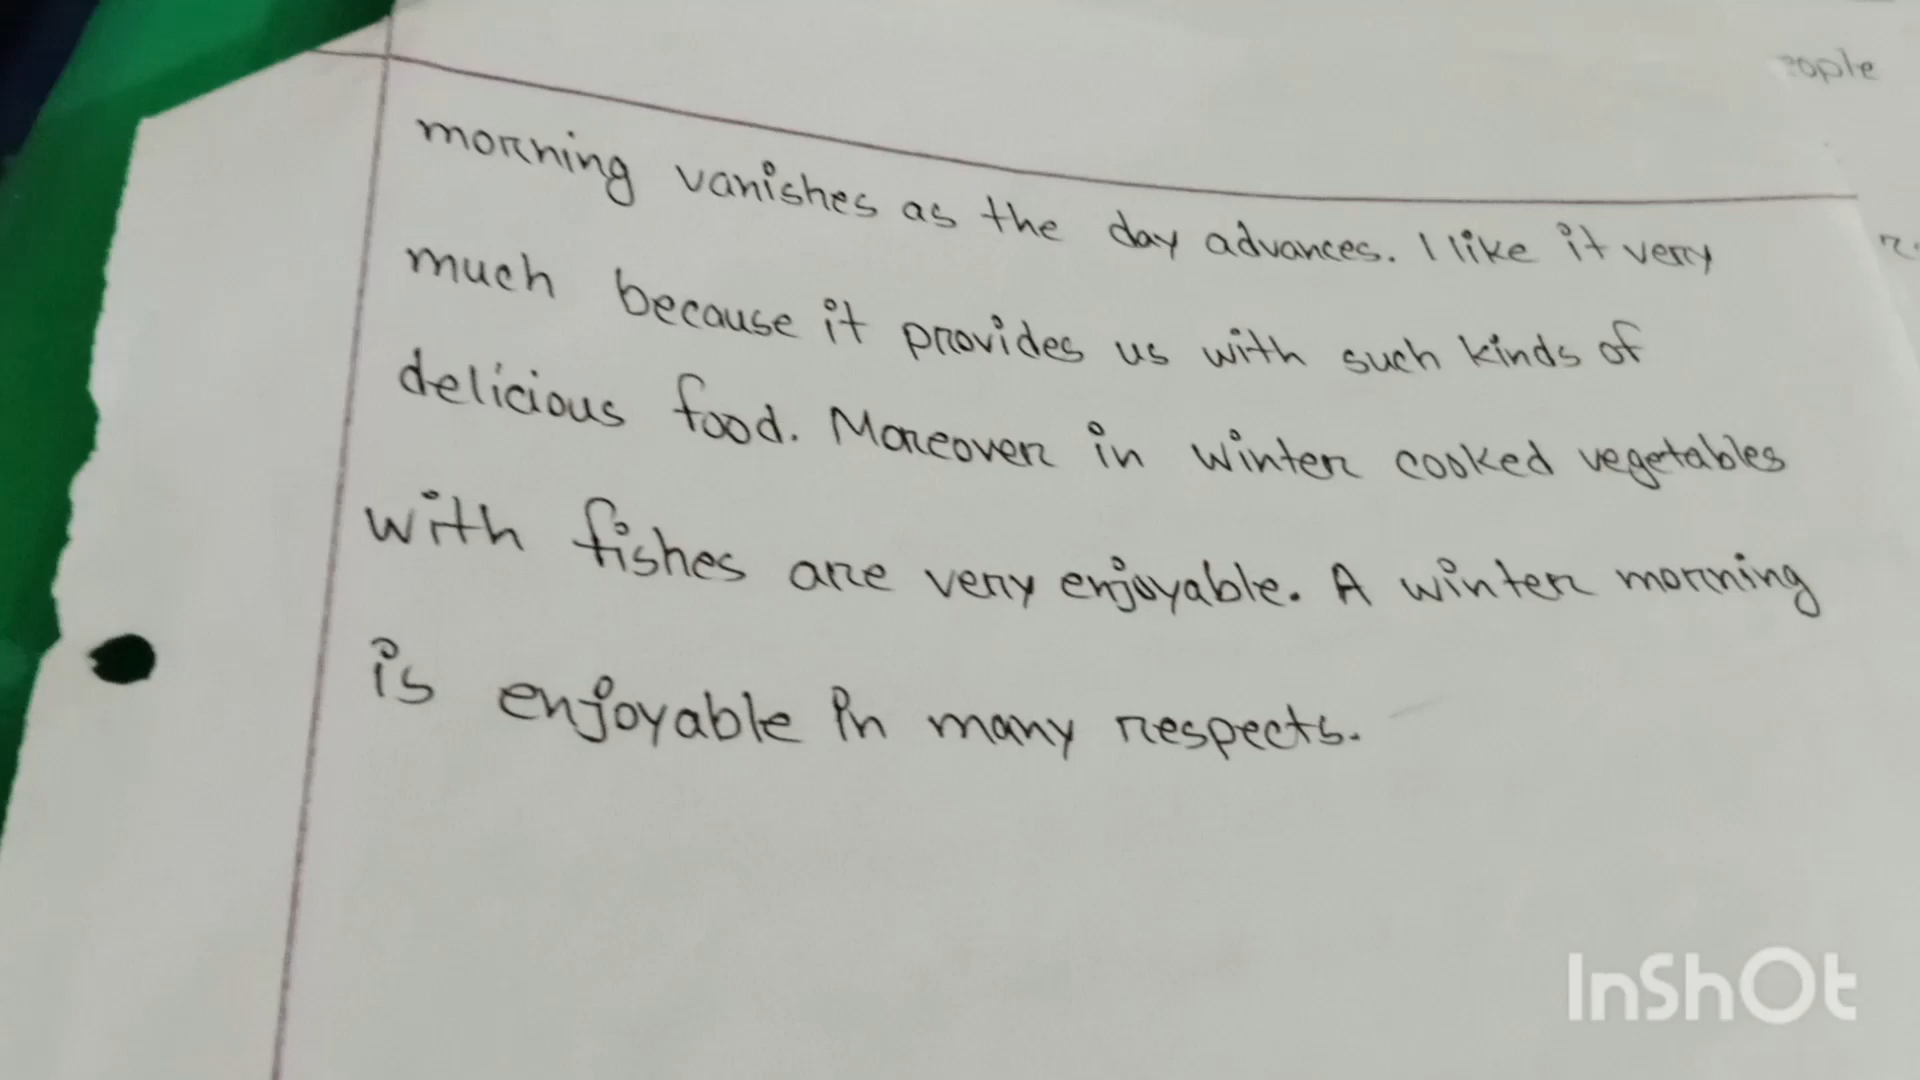 morning vanishes as the day advances. I like it very
much because it provides us with such kinds of
delicious food. Moreover in winter cooked vegetables
with fishes are very enjoyable. A winter morning
is enjoyable in many respects.
InShOt